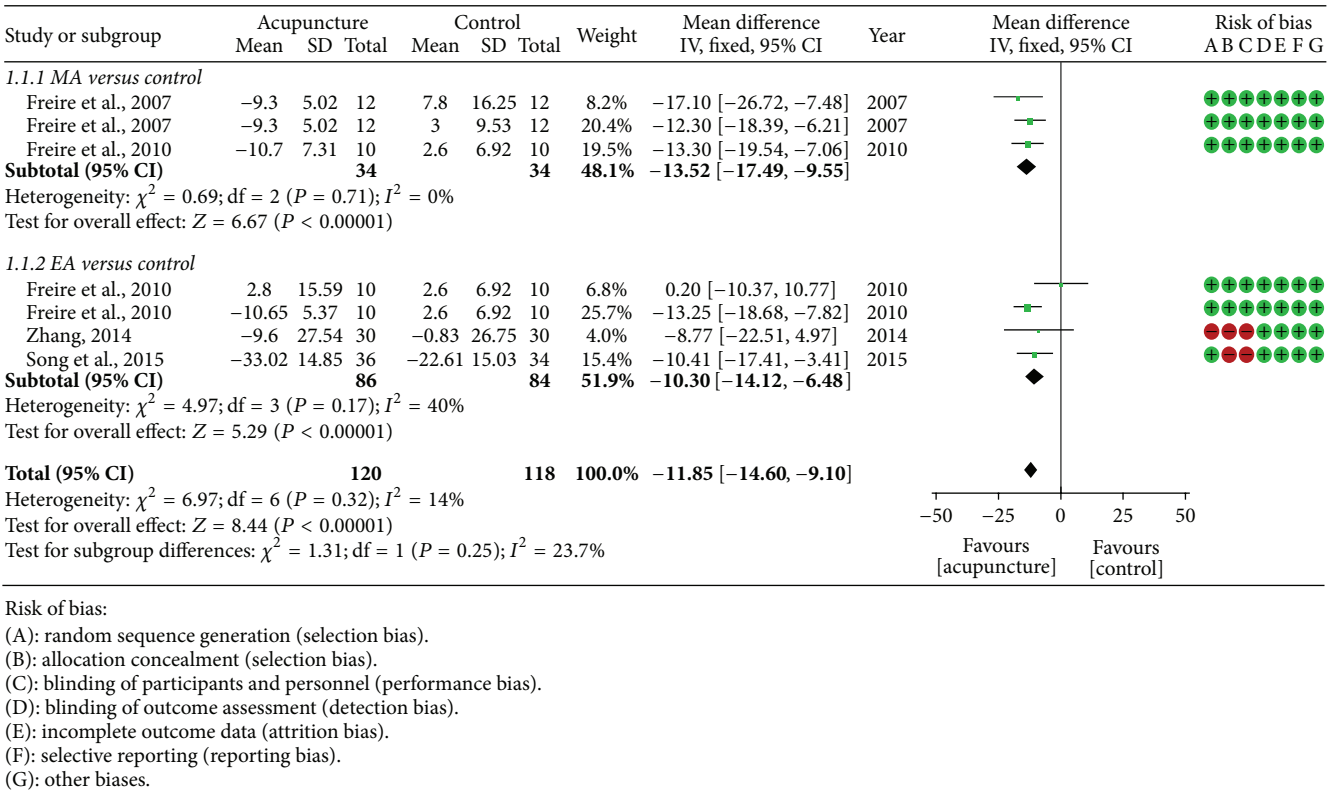 Study or subgroup Acupuncture Control Weight Mean difference Year Mean difference Risk of bias
Mean SD Total Mean SD Total IV, fixed, 95% CI IV, fixed, 95% CI A B C D E F G
1.1.1 MA versus control
Freire et al., 2007 −9.3 5.02 12 7.8 16.25 12 8.2% −17.10 [−26.72, −7.48] 2007 + + + + + + +
Freire et al., 2007 −9.3 5.02 12 3 9.53 12 20.4% −12.30 [−18.39, −6.21] 2007 + + + + + + +
Freire et al., 2010 −10.7 7.31 10 2.6 6.92 10 19.5% −13.30 [−19.54, −7.06] 2010 + + + + + + +
Subtotal (95% CI) 34 34 48.1% −13.52 [−17.49, −9.55]
Heterogeneity: χ² = 0.69; df = 2 (P = 0.71); I² = 0%
Test for overall effect: Z = 6.67 (P < 0.00001)
1.1.2 EA versus control
Freire et al., 2010 2.8 15.59 10 2.6 6.92 10 6.8% 0.20 [−10.37, 10.77] 2010 + + + + + + +
Freire et al., 2010 −10.65 5.37 10 2.6 6.92 10 25.7% −13.25 [−18.68, −7.82] 2010 + + + + + + +
Zhang, 2014 −9.6 27.54 30 −0.83 26.75 30 4.0% −8.77 [−22.51, 4.97] 2014 − − − + + + +
Song et al., 2015 −33.02 14.85 36 −22.61 15.03 34 15.4% −10.41 [−17.41, −3.41] 2015 + − − + + + +
Subtotal (95% CI) 86 84 51.9% −10.30 [−14.12, −6.48]
Heterogeneity: χ² = 4.97; df = 3 (P = 0.17); I² = 40%
Test for overall effect: Z = 5.29 (P < 0.00001)
Total (95% CI) 120 118 100.0% −11.85 [−14.60, −9.10]
Heterogeneity: χ² = 6.97; df = 6 (P = 0.32); I² = 14%
Test for overall effect: Z = 8.44 (P < 0.00001)
Test for subgroup differences: χ² = 1.31; df = 1 (P = 0.25); I² = 23.7%
−50 −25 0 25 50
Favours Favours
[acupuncture] [control]
Risk of bias:
(A): random sequence generation (selection bias).
(B): allocation concealment (selection bias).
(C): blinding of participants and personnel (performance bias).
(D): blinding of outcome assessment (detection bias).
(E): incomplete outcome data (attrition bias).
(F): selective reporting (reporting bias).
(G): other biases.